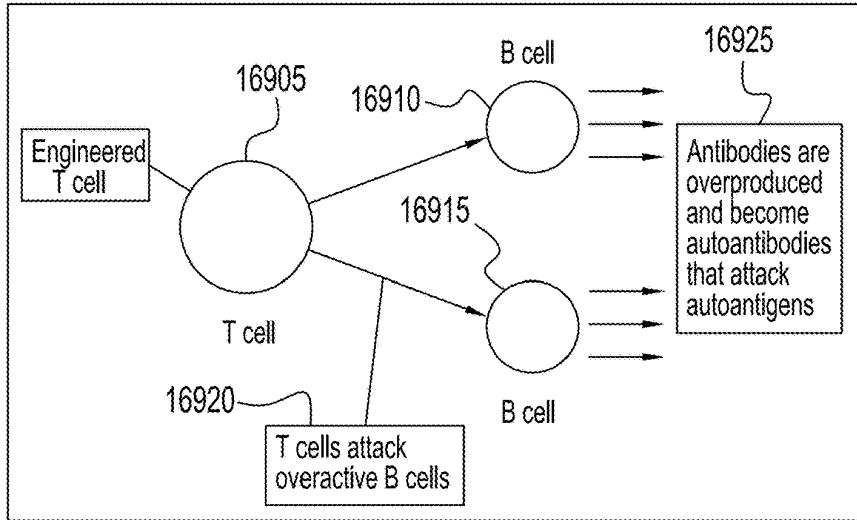 16905
Engineered
T cell
T cell
B cell
16910
16915
B cell
16920
T cells attack
overactive B cells
16925
Antibodies are
overproduced
and become
autoantibodies
that attack
autoantigens